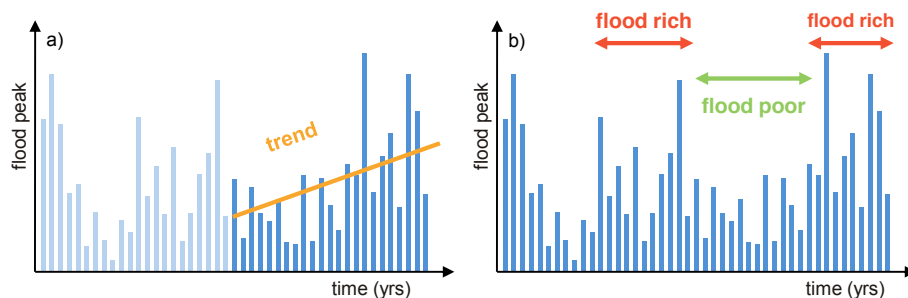 a)
flood peak
trend
time (yrs)
b)
flood peak
flood rich
flood rich
flood poor
time (yrs)